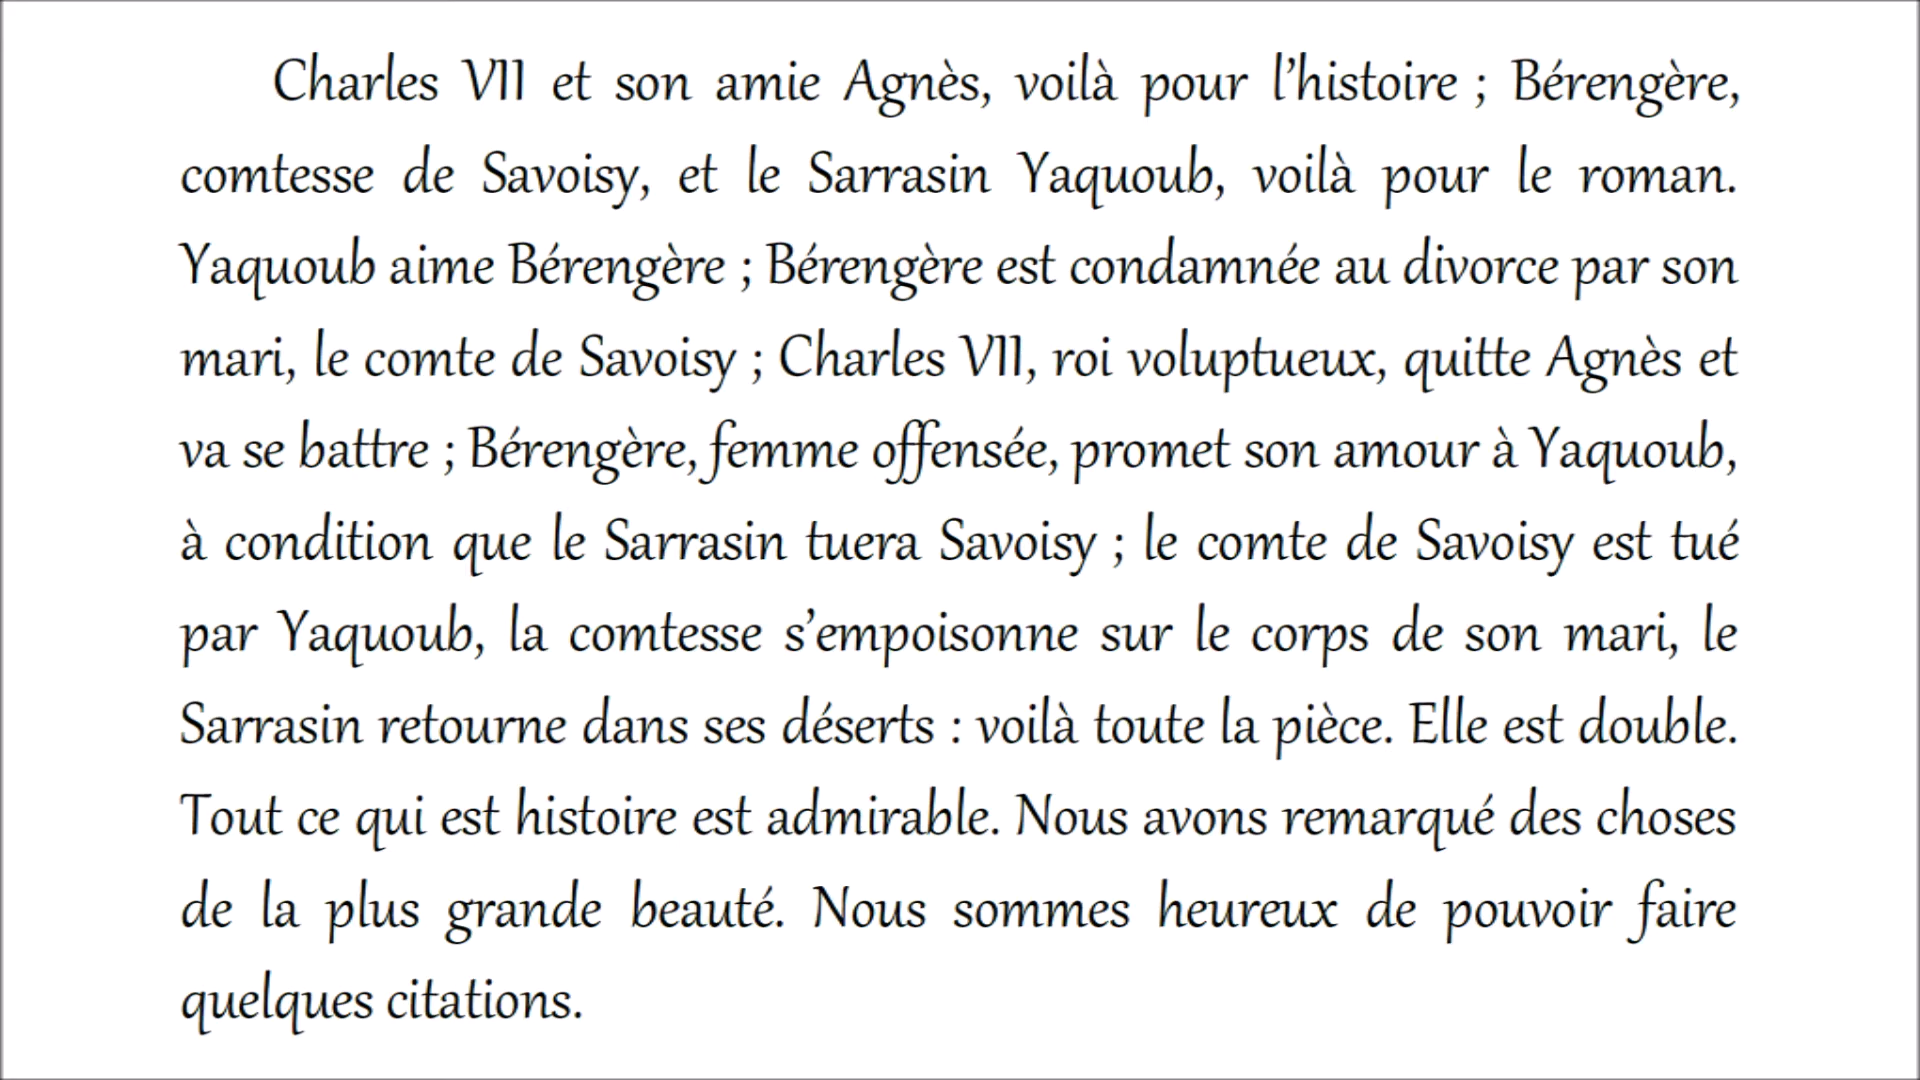 Charles VII et son amie Agnès, voilà pour l’histoire ; Bérengère,
comtesse de Savoisy, et le Sarrasin Yaquoub, voilà pour le roman.
Yaquoub aime Bérengère ; Bérengère est condamnée au divorce par son
mari, le comte de Savoisy ; Charles VII, roi voluptueux, quitte Agnès et
va se battre ; Bérengère, femme offensée, promet son amour à Yaquoub,
à condition que le Sarrasin tuera Savoisy ; le comte de Savoisy est tué
par Yaquoub, la comtesse s’empoisonne sur le corps de son mari, le
Sarrasin retourne dans ses déserts : voilà toute la pièce. Elle est double.
Tout ce qui est histoire est admirable. Nous avons remarqué des choses
de la plus grande beauté. Nous sommes heureux de pouvoir faire
quelques citations.